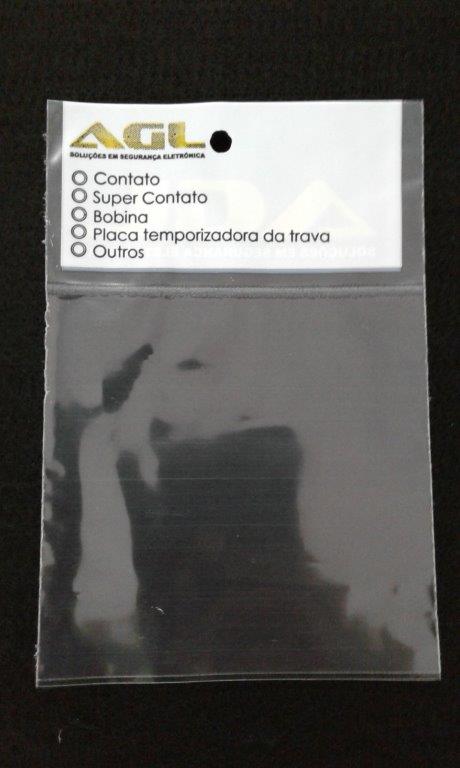 AGL
SOLUÇÕES EM SEGURANÇA ELETRÔNICA
Contato
Super Contato
Bobina
Placa temporizadora da trava
Outros